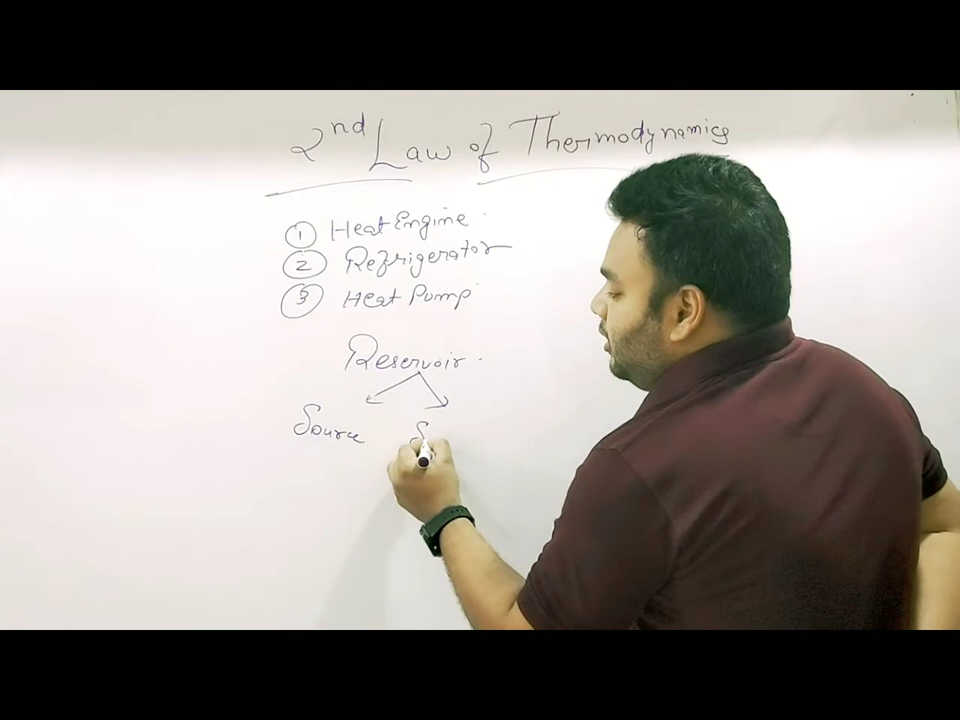 2nd Law of Thermodynamics
1 Heat Engine
2 Refrigerator
3 Heat Pump
Reservoir
Source S